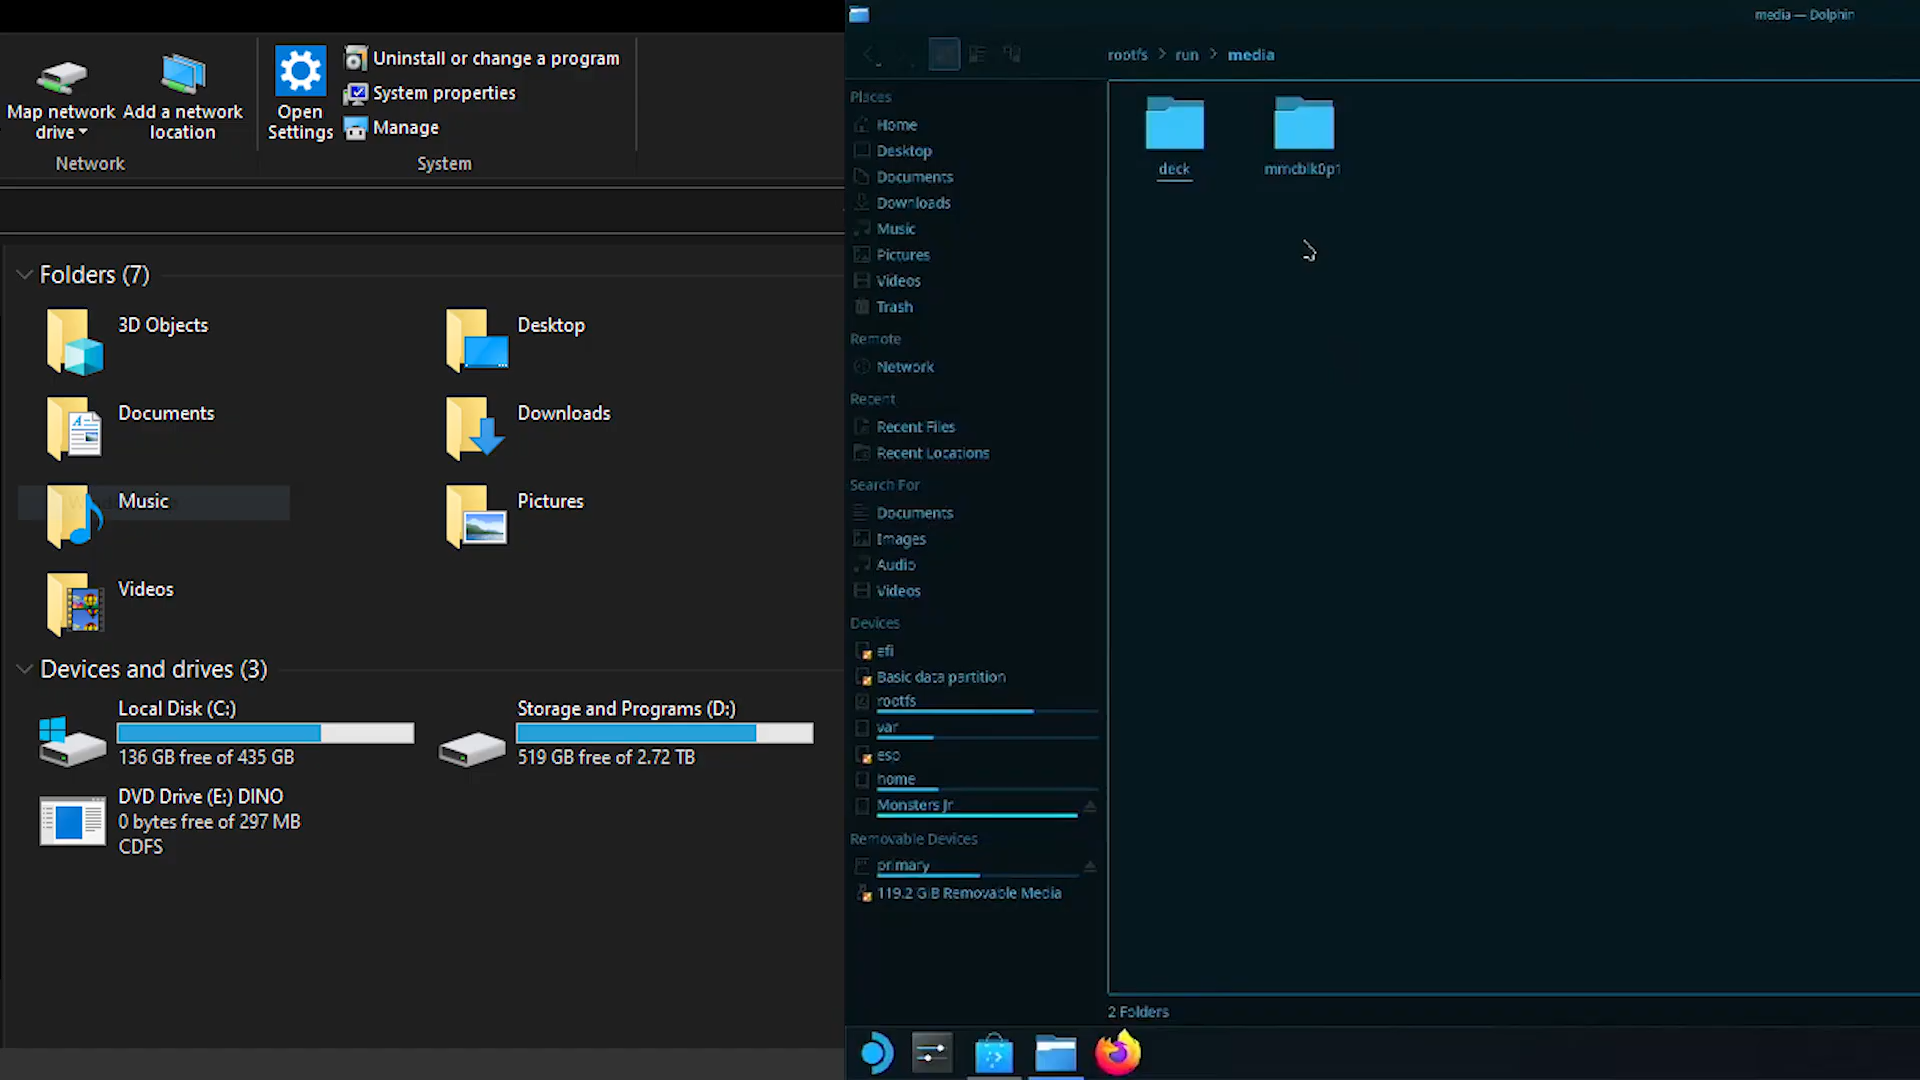 Map network drive
Add a network location
Open Settings
Uninstall or change a program
System properties
Manage
Network
System
Folders (7)
3D Objects
Desktop
Documents
Downloads
Music
Pictures
Videos
Devices and drives (3)
Local Disk (C:)
136 GB free of 435 GB
Storage and Programs (D:)
519 GB free of 2.72 TB
DVD Drive (E:) DINO
0 bytes free of 297 MB
CDFS
media — Dolphin
rootfs > run > media
Places
Home
Desktop
Documents
Downloads
Music
Pictures
Videos
Trash
Remote
Network
Recent
Recent Files
Recent Locations
Search For
Documents
Images
Audio
Videos
Devices
efi
Basic data partition
rootfs
var
esp
home
Monsters Jr
Removable Devices
primary
119.2 GiB Removable Media
deck
mmcblk0p1
2 Folders